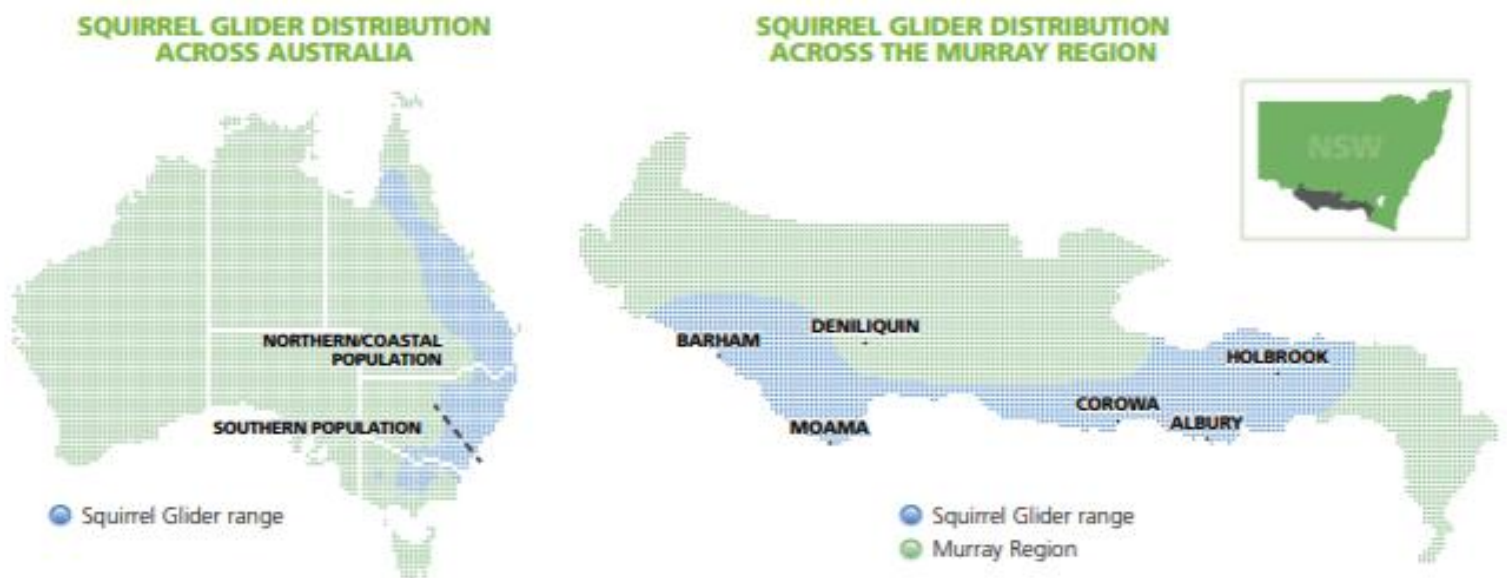 SQUIRREL GLIDER DISTRIBUTION
ACROSS AUSTRALIA
NORTHERN/COASTAL
POPULATION
SOUTHERN POPULATION
Squirrel Glider range
SQUIRREL GLIDER DISTRIBUTION
ACROSS THE MURRAY REGION
NSW
BARHAM
DENILIQUIN
HOLBROOK
MOAMA
COROWA
ALBURY
Squirrel Glider range
Murray Region